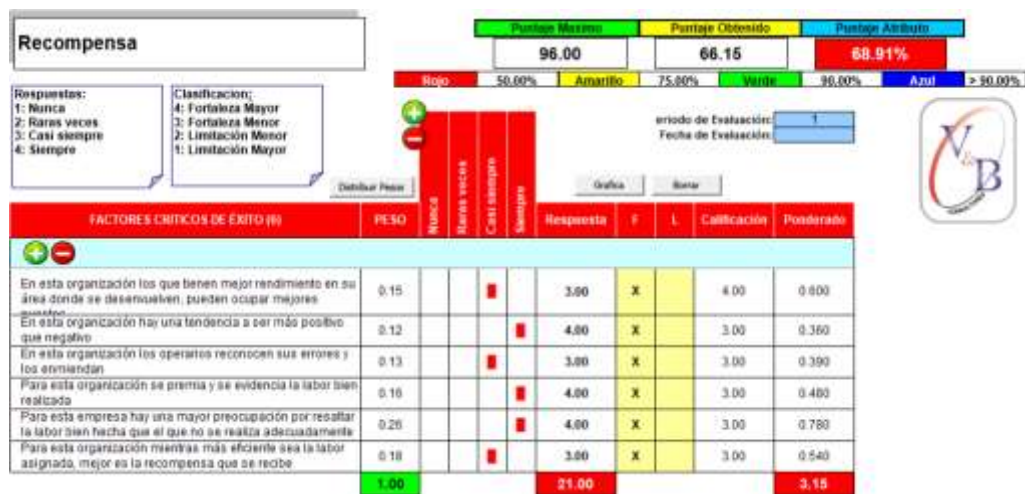 Recompensa
Puntaje Maximo Puntaje Obtenido Puntaje Atributo
96.00 66.15 68.91%
Rojo 50.00% Amarillo 75.00% Verde 90.00% Azul > 90.00%
Respuestas:
1: Nunca
2: Raras veces
3: Casi siempre
4: Siempre
Clasificacion;
4: Fortaleza Mayor
3: Fortaleza Menor
2: Limitación Menor
1: Limitación Mayor
eriodo de Evaluación: 1
Fecha de Evaluación:
Distribuir Pesos
Grafica Borrar
V&B
CONSULTORES
FACTORES CRITICOS DE ÉXITO (6) PESO Nunca Raras veces Casi siempre Siempre Respuesta F L Calificación Ponderado
En esta organización los que tienen mejor rendimiento en su
área donde se desenvuelven, pueden ocupar mejores
0.15 3.00 X 4.00 0.600
En esta organización hay una tendencia a ser más positivo
que negativo
0.12 4.00 X 3.00 0.360
En esta organización los operarios reconocen sus errores y
los enmiendan
0.13 3.00 X 3.00 0.390
Para esta organización se premia y se evidencia la labor bien
realizada
0.16 4.00 X 3.00 0.480
Para esta empresa hay una mayor preocupación por resaltar
la labor bien hecha que el que no se realiza adecuadamente
0.26 4.00 X 3.00 0.780
Para esta organización mientras más eficiente sea la labor
asignada, mejor es la recompensa que se recibe
0.18 3.00 X 3.00 0.540
1.00 21.00 3.15